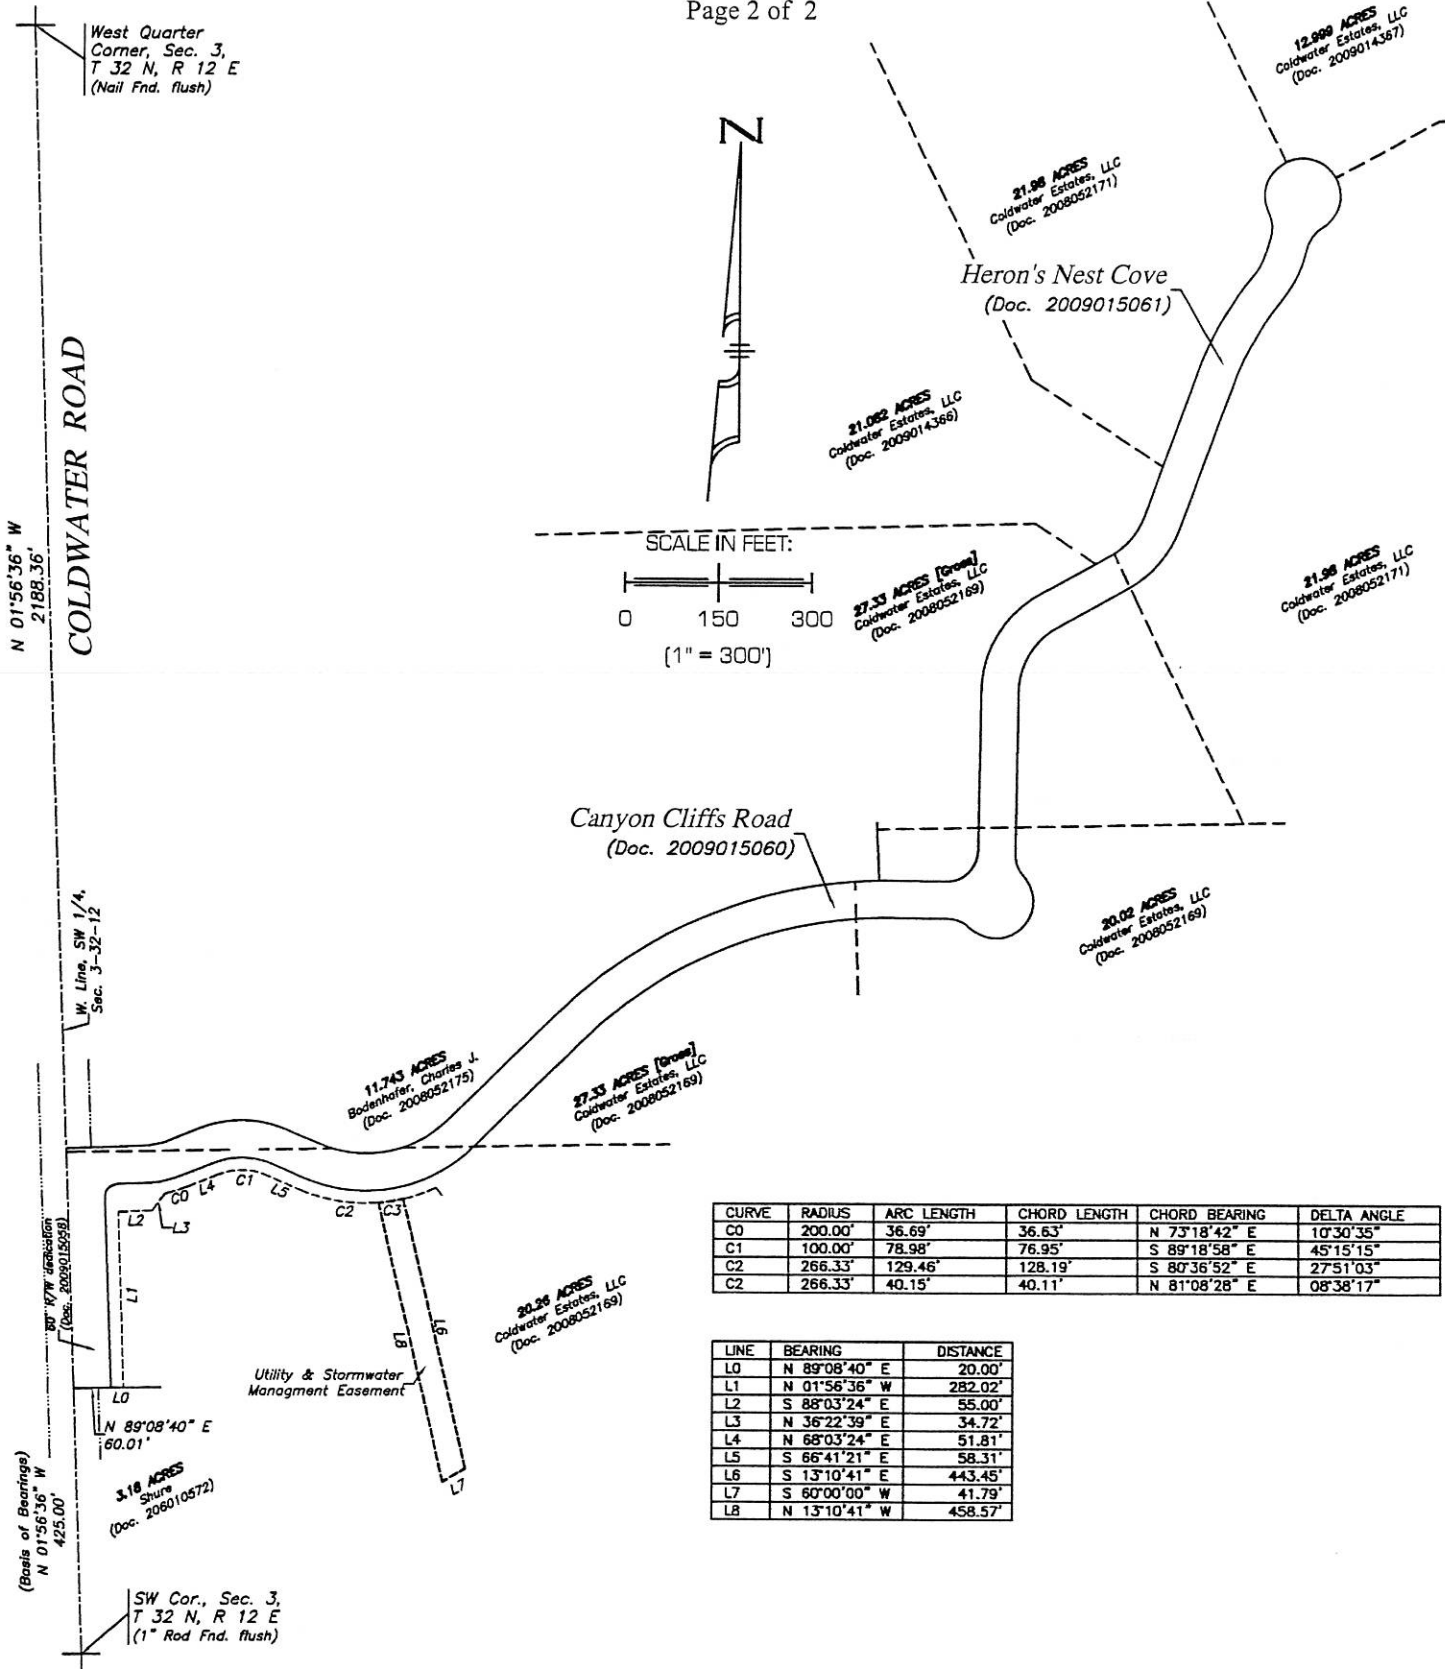 Page 2 of 2
West Quarter
Corner, Sec. 3,
T 32 N, R 12 E
(Nail Fnd. flush)
12.999 ACRES
Coldwater Estates, LLC
(Doc. 2009014367)
N
21.98 ACRES
Coldwater Estates, LLC
(Doc. 2008052171)
Heron's Nest Cove
(Doc. 2009015061)
COLDWATER ROAD
N 01°56'36" W
2188.36'
21.062 ACRES
Coldwater Estates, LLC
(Doc. 2009014366)
SCALE IN FEET:
0 150 300
(1" = 300')
27.33 ACRES [Gross]
Coldwater Estates, LLC
(Doc. 2008052169)
21.98 ACRES
Coldwater Estates, LLC
(Doc. 2008052171)
Canyon Cliffs Road
(Doc. 2009015060)
20.02 ACRES
Coldwater Estates, LLC
(Doc. 2008052169)
W. Line, SW 1/4,
Sec. 3-32-12
11.743 ACRES
Bodenhafer, Charles J.
(Doc. 2008052175)
27.33 ACRES [Gross]
Coldwater Estates, LLC
(Doc. 2008052169)
C0 L4 C1 L5 C2 C3
L2 L3
L1
60' R/W dedication
(Doc. 2009015059)
L8 L6
20.26 ACRES
Coldwater Estates, LLC
(Doc. 2008052169)
Utility & Stormwater
Managment Easement
L0
L7
N 89°08'40" E
60.01'
3.18 ACRES
Shure
(Doc. 206010572)
(Basis of Bearings)
N 01°56'36" W
425.00'
SW Cor., Sec. 3,
T 32 N, R 12 E
(1" Rod Fnd. flush)
CURVE RADIUS ARC LENGTH CHORD LENGTH CHORD BEARING DELTA ANGLE
C0 200.00' 36.69' 36.63' N 73°18'42" E 10°30'35"
C1 100.00' 78.98' 76.95' S 89°18'58" E 45°15'15"
C2 266.33' 129.46' 128.19' S 80°36'52" E 27°51'03"
C2 266.33' 40.15' 40.11' N 81°08'28" E 08°38'17"
LINE BEARING DISTANCE
L0 N 89°08'40" E 20.00'
L1 N 01°56'36" W 282.02'
L2 S 88°03'24" E 55.00'
L3 N 36°22'39" E 34.72'
L4 N 68°03'24" E 51.81'
L5 S 66°41'21" E 58.31'
L6 S 13°10'41" E 443.45'
L7 S 60°00'00" W 41.79'
L8 N 13°10'41" W 458.57'